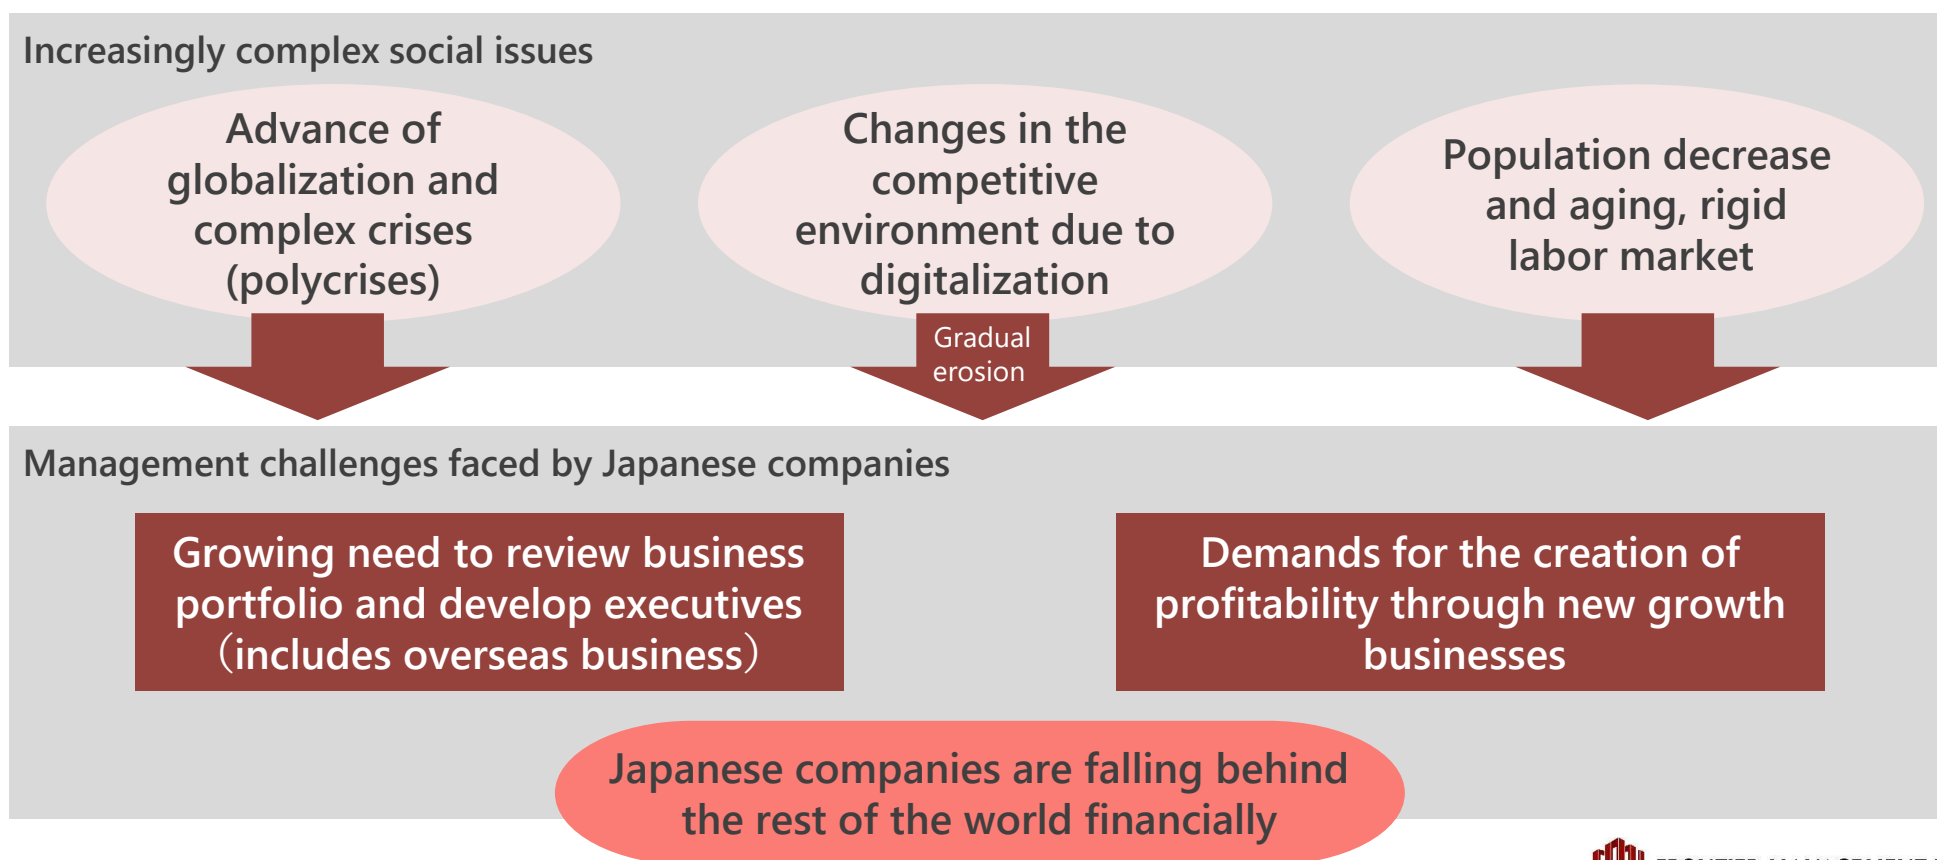 Increasingly complex social issues
Advance of
globalization and
complex crises
(polycrises)
Changes in the
competitive
environment due to
digitalization
Population decrease
and aging, rigid
labor market
Gradual
erosion
Management challenges faced by Japanese companies
Growing need to review business
portfolio and develop executives
（includes overseas business）
Demands for the creation of
profitability through new growth
businesses
Japanese companies are falling behind
the rest of the world financially